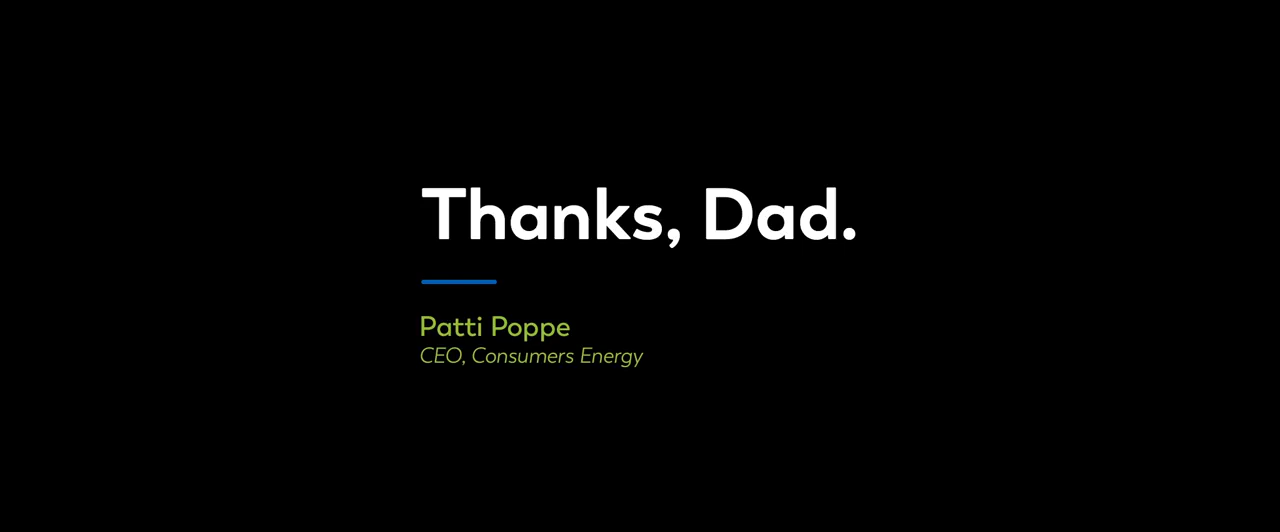 Thanks, Dad.
Patti Poppe
CEO, Consumers Energy